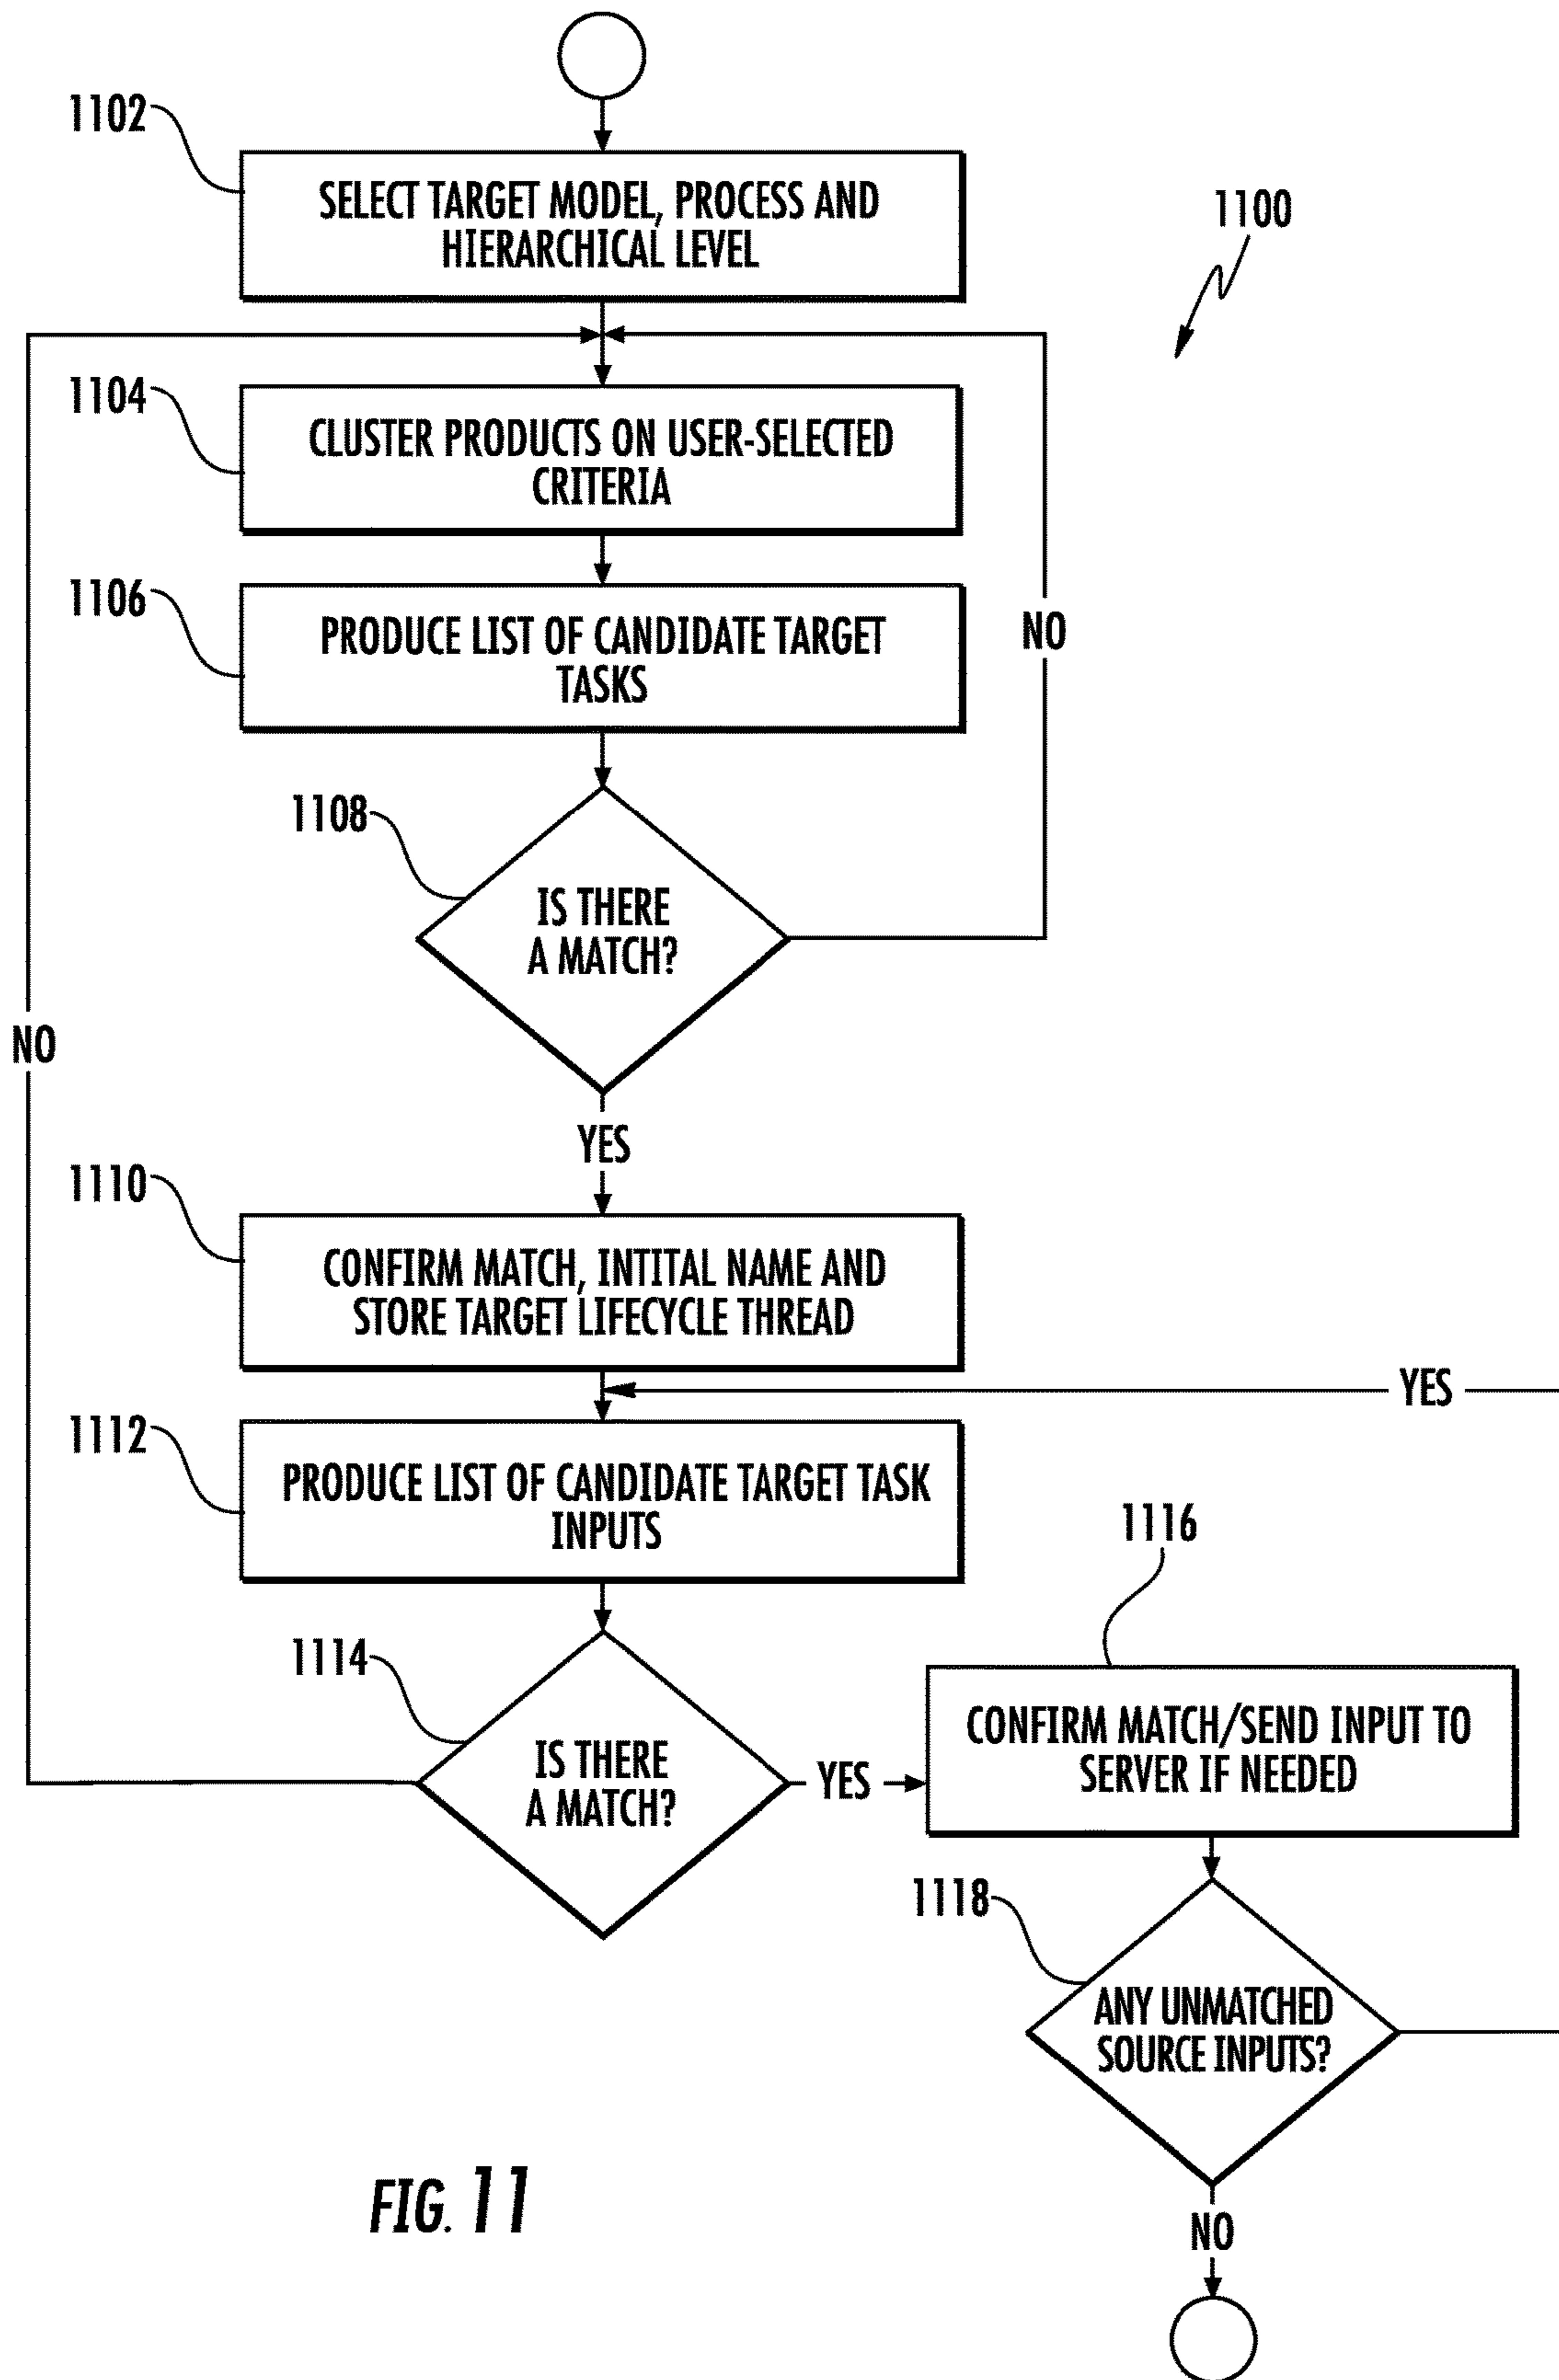 1102
SELECT TARGET MODEL, PROCESS AND
HIERARCHICAL LEVEL
1100
1104
CLUSTER PRODUCTS ON USER-SELECTED
CRITERIA
1106
PRODUCE LIST OF CANDIDATE TARGET
TASKS
NO
1108
IS THERE
A MATCH?
NO
YES
1110
CONFIRM MATCH, INTITAL NAME AND
STORE TARGET LIFECYCLE THREAD
YES
1112
PRODUCE LIST OF CANDIDATE TARGET TASK
INPUTS
1116
1114
IS THERE
A MATCH?
YES
CONFIRM MATCH/SEND INPUT TO
SERVER IF NEEDED
1118
ANY UNMATCHED
SOURCE INPUTS?
NO
FIG. 11